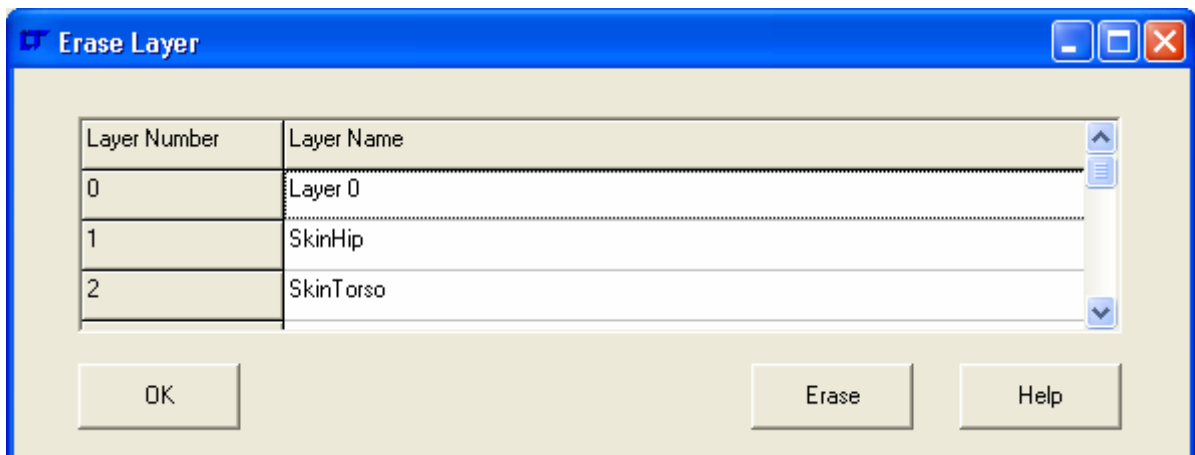 Erase Layer
Layer Number Layer Name
0 Layer 0
1 SkinHip
2 SkinTorso
OK Erase Help